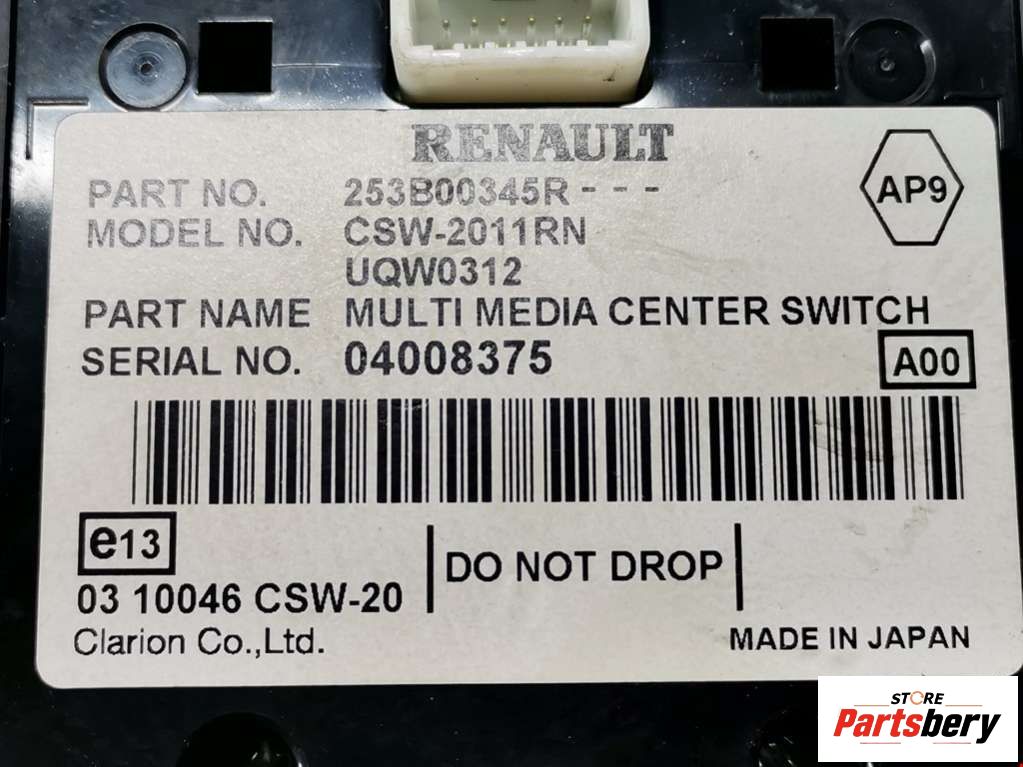 RENAULT
PART NO. 253B00345R - - -
AP9
MODEL NO. CSW-2011RN
UQW0312
PART NAME MULTI MEDIA CENTER SWITCH
SERIAL NO. 04008375
A00
e13
DO NOT DROP
03 10046 CSW-20
Clarion Co.,Ltd.
MADE IN JAPAN
STORE
Partsbery